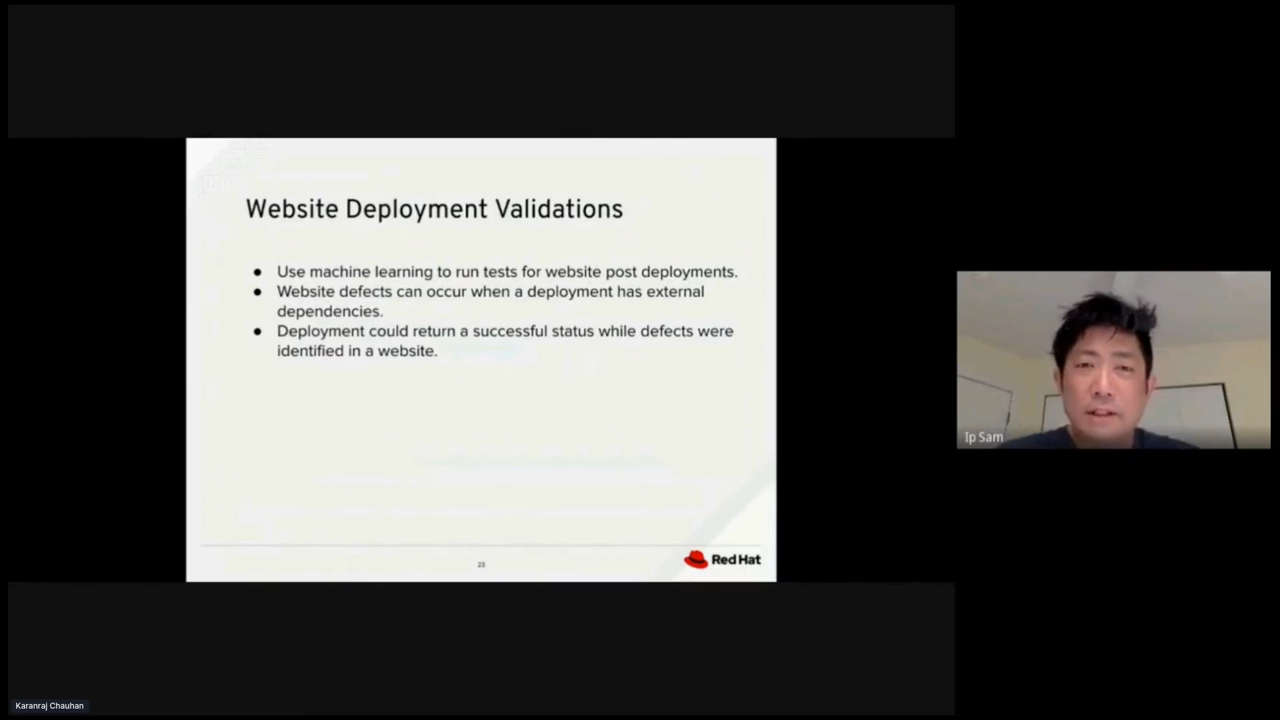 Website Deployment Validations
● Use machine learning to run tests for website post deployments.
● Website defects can occur when a deployment has external
dependencies.
● Deployment could return a successful status while defects were
identified in a website.
23
Red Hat
Ip Sam
Karanraj Chauhan